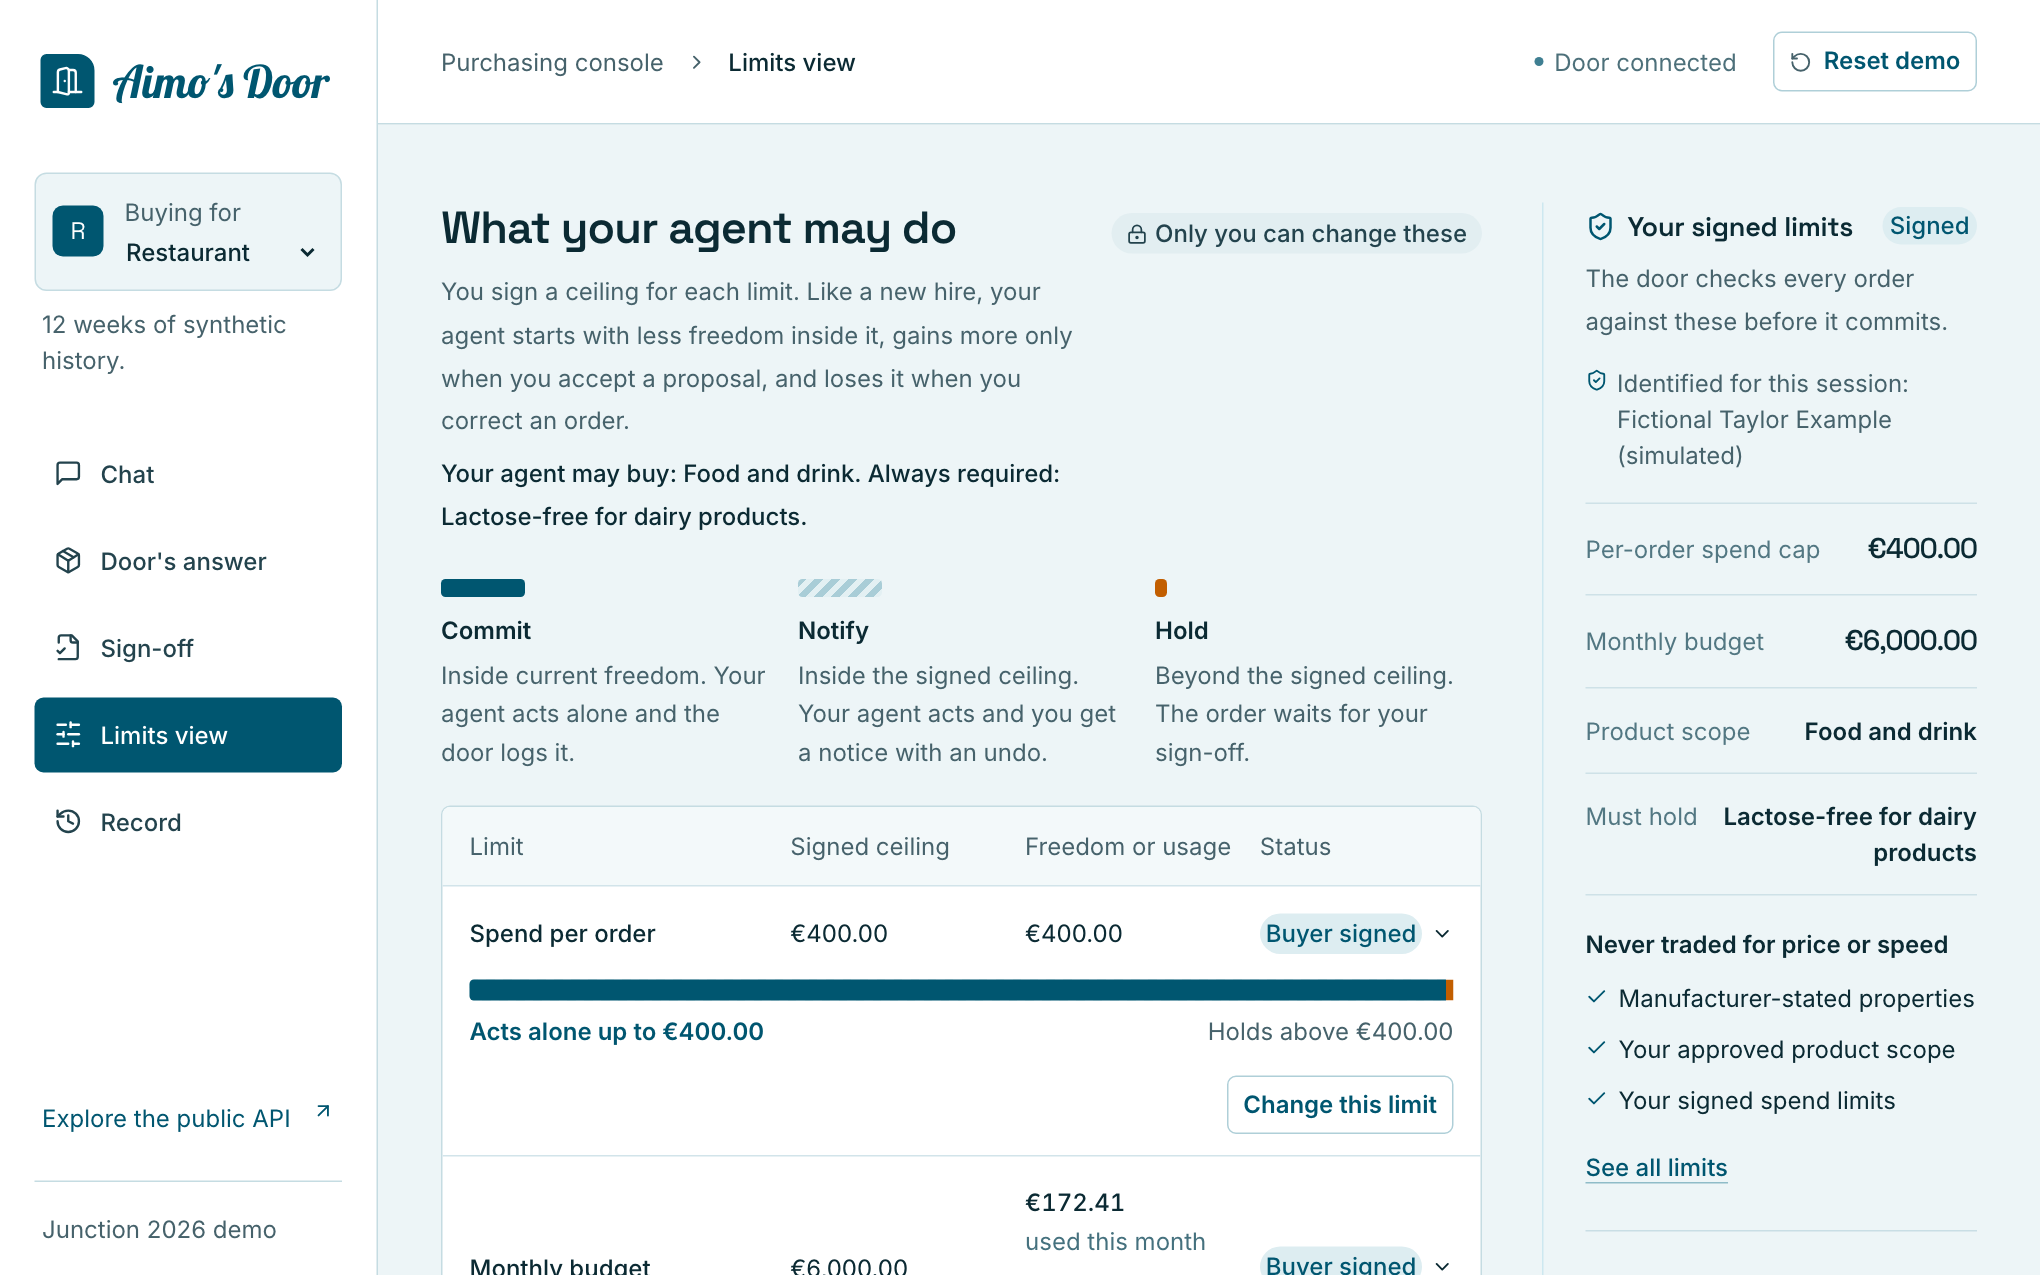 Aimo's Door
R
Buying for
Restaurant
12 weeks of synthetic
history.
Chat
Door's answer
Sign-off
Limits view
Record
Explore the public API
Junction 2026 demo
Purchasing console
Limits view
Door connected
Reset demo
What your agent may do
Only you can change these
You sign a ceiling for each limit. Like a new hire, your
agent starts with less freedom inside it, gains more only
when you accept a proposal, and loses it when you
correct an order.
Your agent may buy: Food and drink. Always required:
Lactose-free for dairy products.
Commit
Inside current freedom. Your
agent acts alone and the
door logs it.
Notify
Inside the signed ceiling.
Your agent acts and you get
a notice with an undo.
Hold
Beyond the signed ceiling.
The order waits for your
sign-off.
Limit Signed ceiling Freedom or usage Status
Spend per order €400.00 €400.00 Buyer signed
Acts alone up to €400.00 Holds above €400.00
Change this limit
€172.41
used this month
Monthly budget €6,000.00 Buyer signed
Your signed limits Signed
The door checks every order
against these before it commits.
Identified for this session:
Fictional Taylor Example
(simulated)
Per-order spend cap €400.00
Monthly budget €6,000.00
Product scope Food and drink
Must hold Lactose-free for dairy
products
Never traded for price or speed
Manufacturer-stated properties
Your approved product scope
Your signed spend limits
See all limits